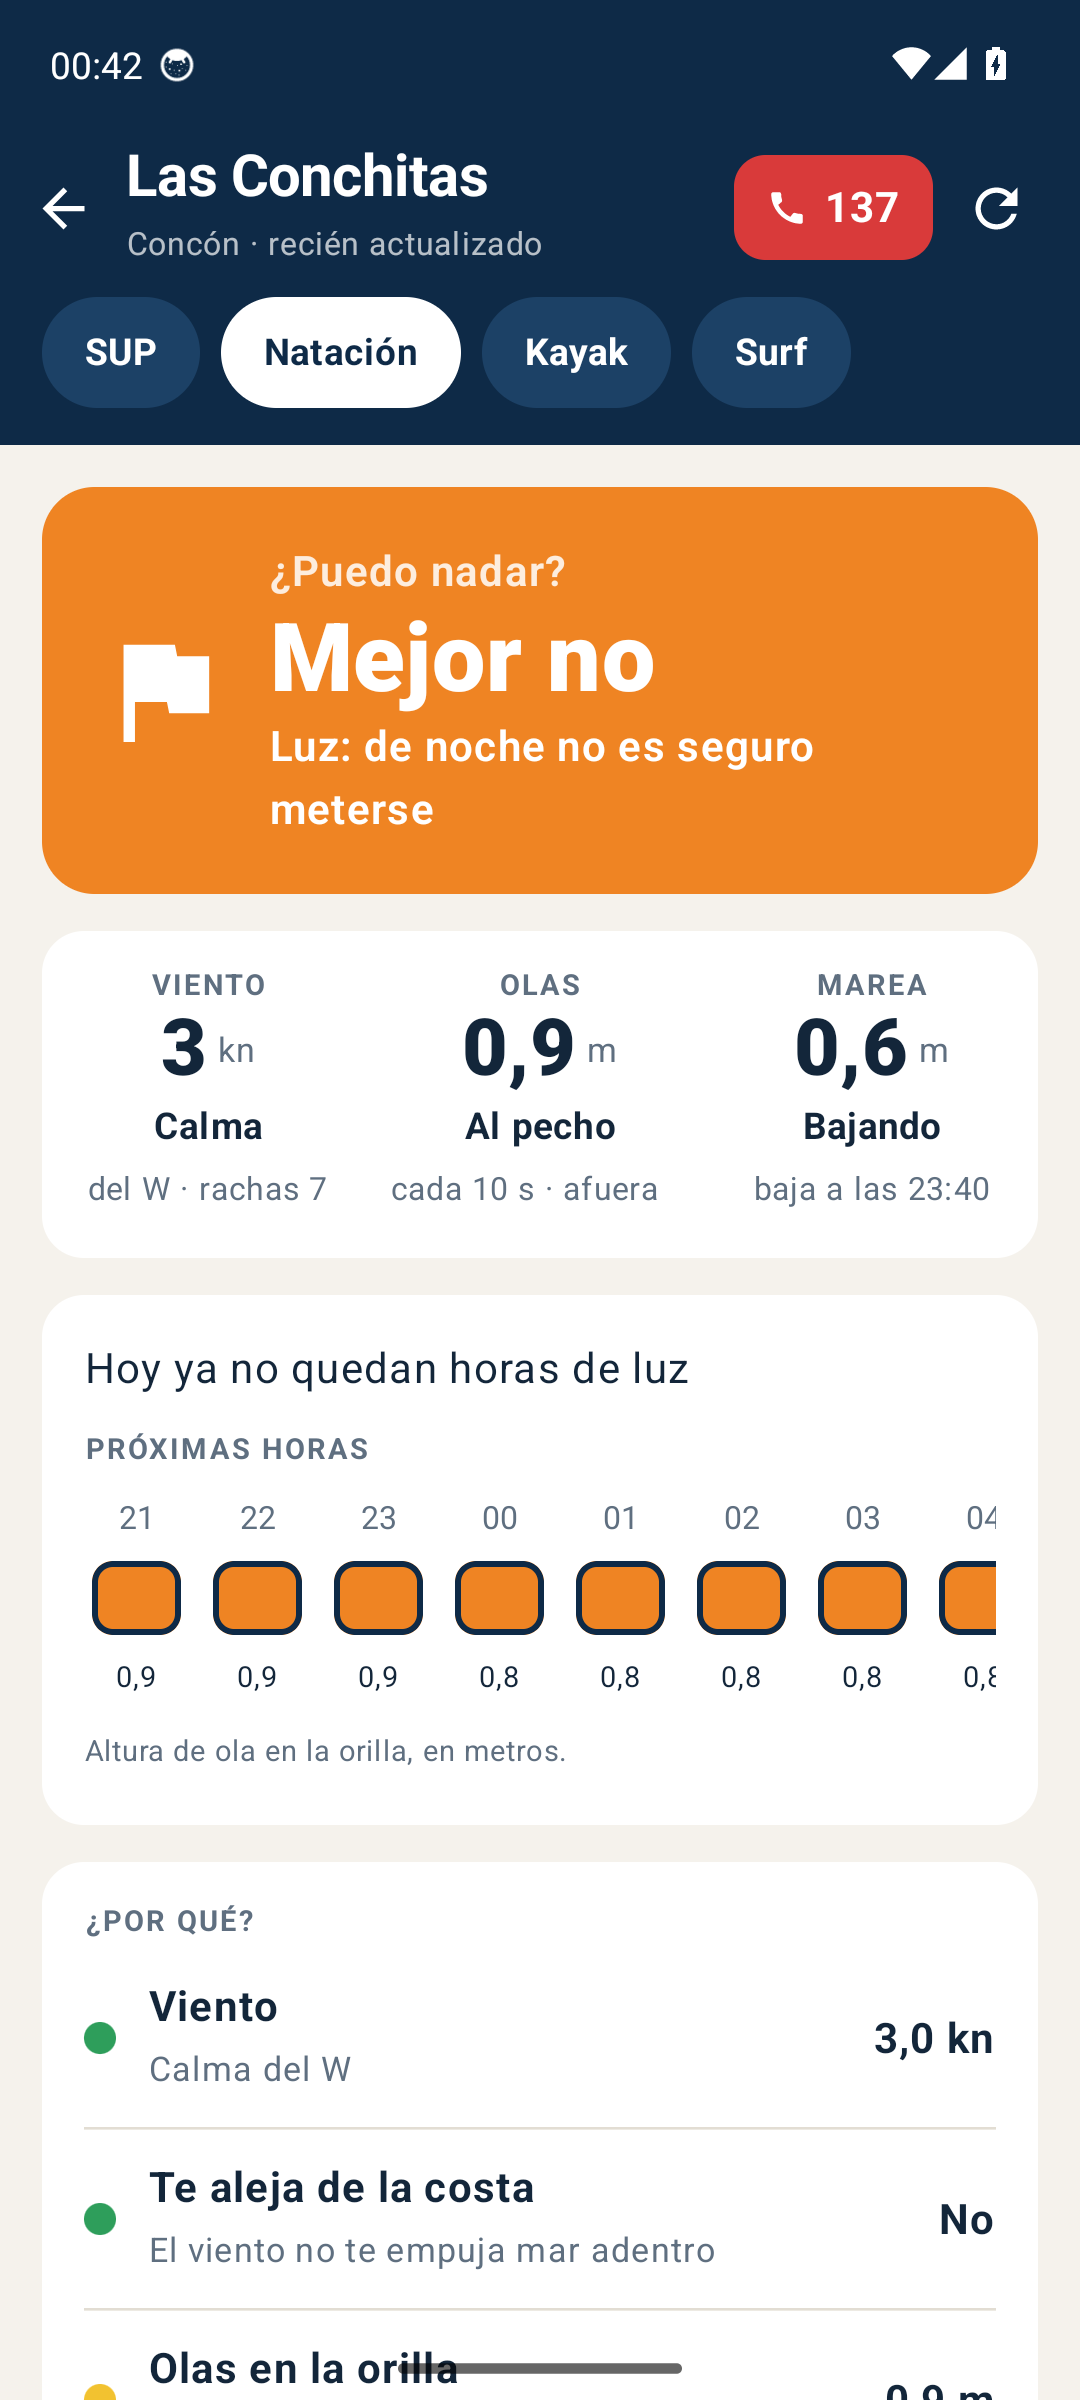 00:42
Las Conchitas
Concón · recién actualizado
137
SUP
Natación
Kayak
Surf
¿Puedo nadar?
Mejor no
Luz: de noche no es seguro
meterse
VIENTO
OLAS
MAREA
3 kn
0,9 m
0,6 m
Calma
Al pecho
Bajando
del W · rachas 7
cada 10 s · afuera
baja a las 23:40
Hoy ya no quedan horas de luz
PRÓXIMAS HORAS
21 22 23 00 01 02 03 04
0,9 0,9 0,9 0,8 0,8 0,8 0,8 0,8
Altura de ola en la orilla, en metros.
¿POR QUÉ?
Viento
Calma del W
3,0 kn
Te aleja de la costa
El viento no te empuja mar adentro
No
Olas en la orilla
0,9 m